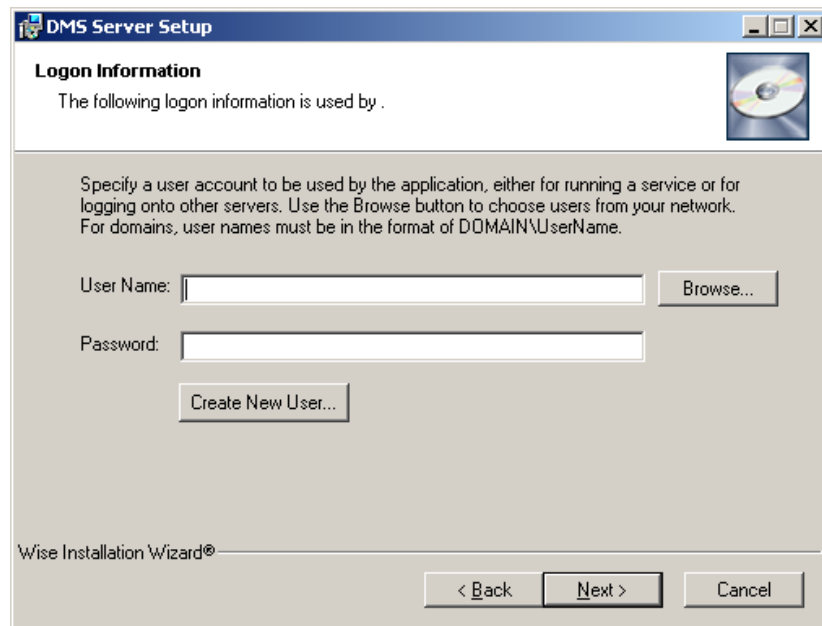 DMS Server Setup
Logon Information
The following logon information is used by .
Specify a user account to be used by the application, either for running a service or for
logging onto other servers. Use the Browse button to choose users from your network.
For domains, user names must be in the format of DOMAIN\UserName.
User Name:
Browse...
Password:
Create New User...
Wise Installation Wizard®
< Back
Next >
Cancel